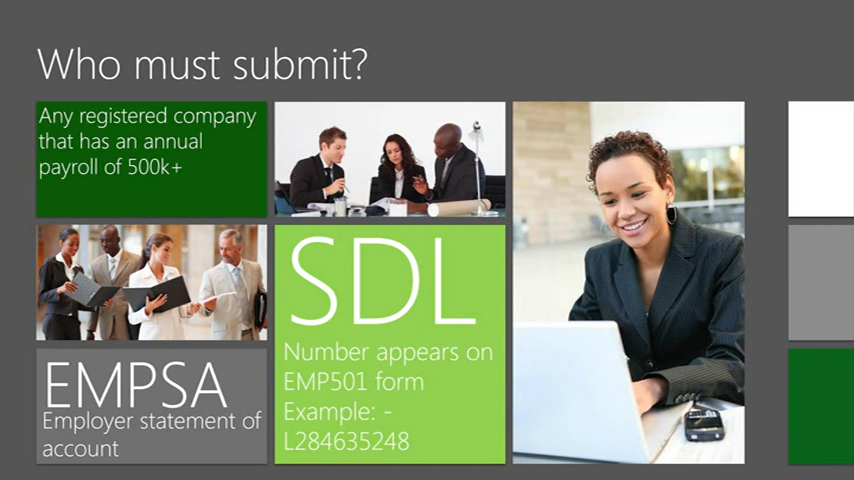 Who must submit?
Any registered company
that has an annual
payroll of 500k+
SDL
Number appears on
EMP501 form
Example: -
L284635248
EMPSA
Employer statement of
account